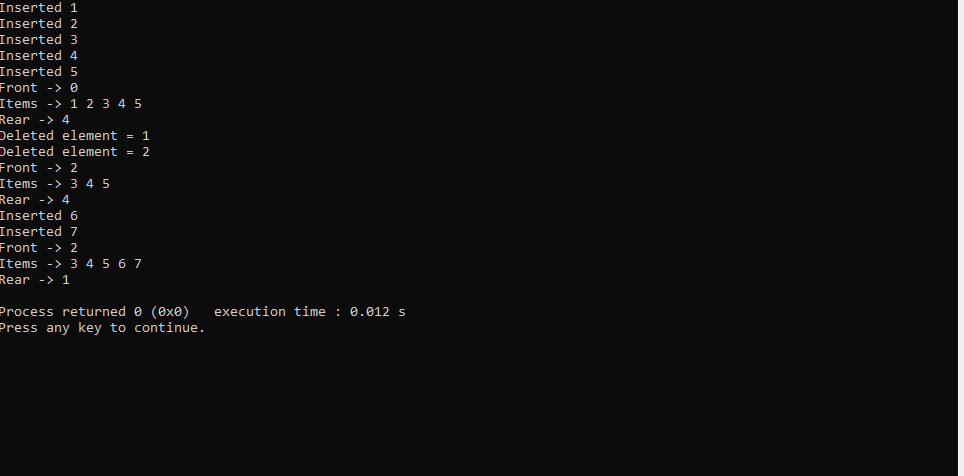 Inserted 1
Inserted 2
Inserted 3
Inserted 4
Inserted 5
Front -> 0
Items -> 1 2 3 4 5
Rear -> 4
Deleted element = 1
Deleted element = 2
Front -> 2
Items -> 3 4 5
Rear -> 4
Inserted 6
Inserted 7
Front -> 2
Items -> 3 4 5 6 7
Rear -> 1
Process returned 0 (0x0)   execution time : 0.012 s
Press any key to continue.